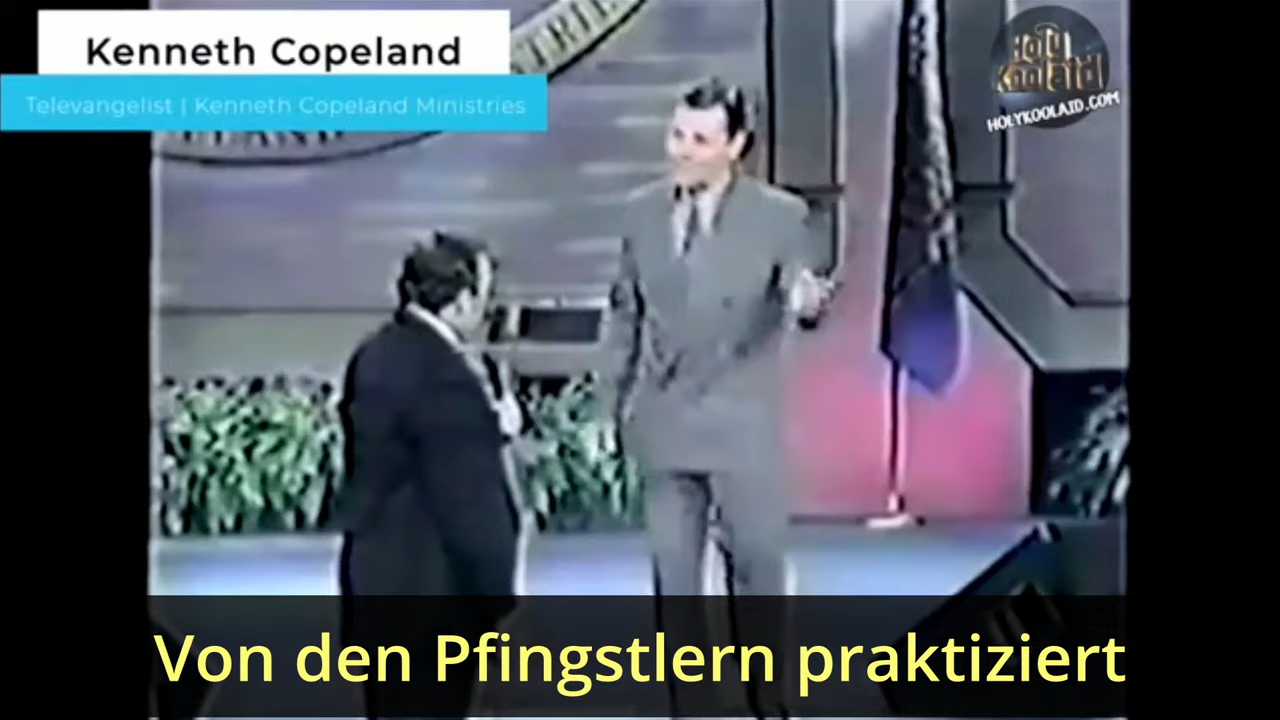 Kenneth Copeland
Televangelist | Kenneth Copeland Ministries
Holy
koolaid
HOLYKOOLAID.COM
Von den Pfingstlern praktiziert